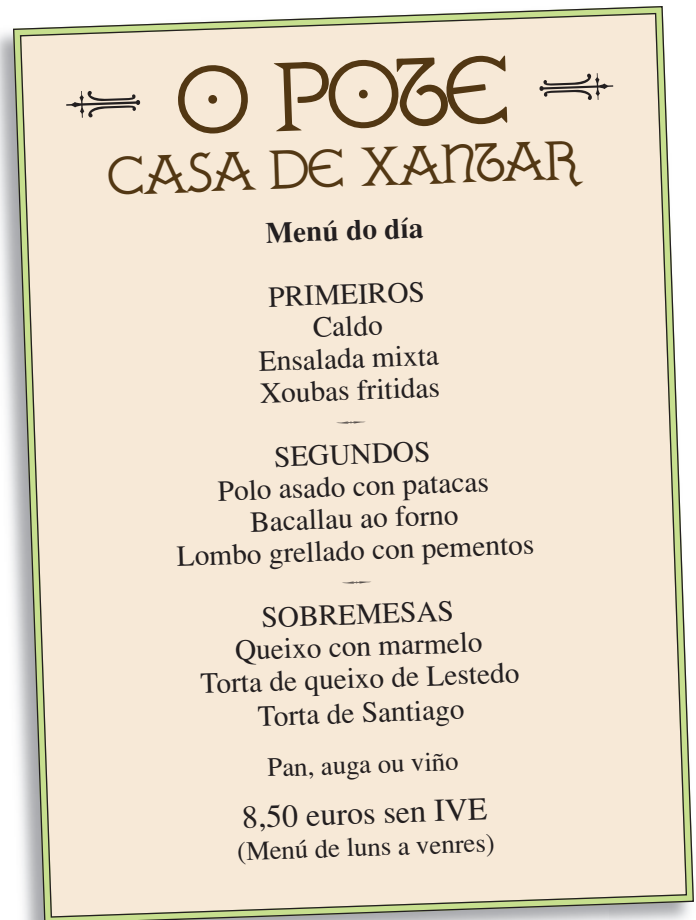 O POTE
CASA DE XANTAR
Menú do día
PRIMEIROS
Caldo
Ensalada mixta
Xoubas fritidas
SEGUNDOS
Polo asado con patacas
Bacallau ao forno
Lombo grellado con pementos
SOBREMESAS
Queixo con marmelo
Torta de queixo de Lestedo
Torta de Santiago
Pan, auga ou viño
8,50 euros sen IVE
(Menú de luns a venres)